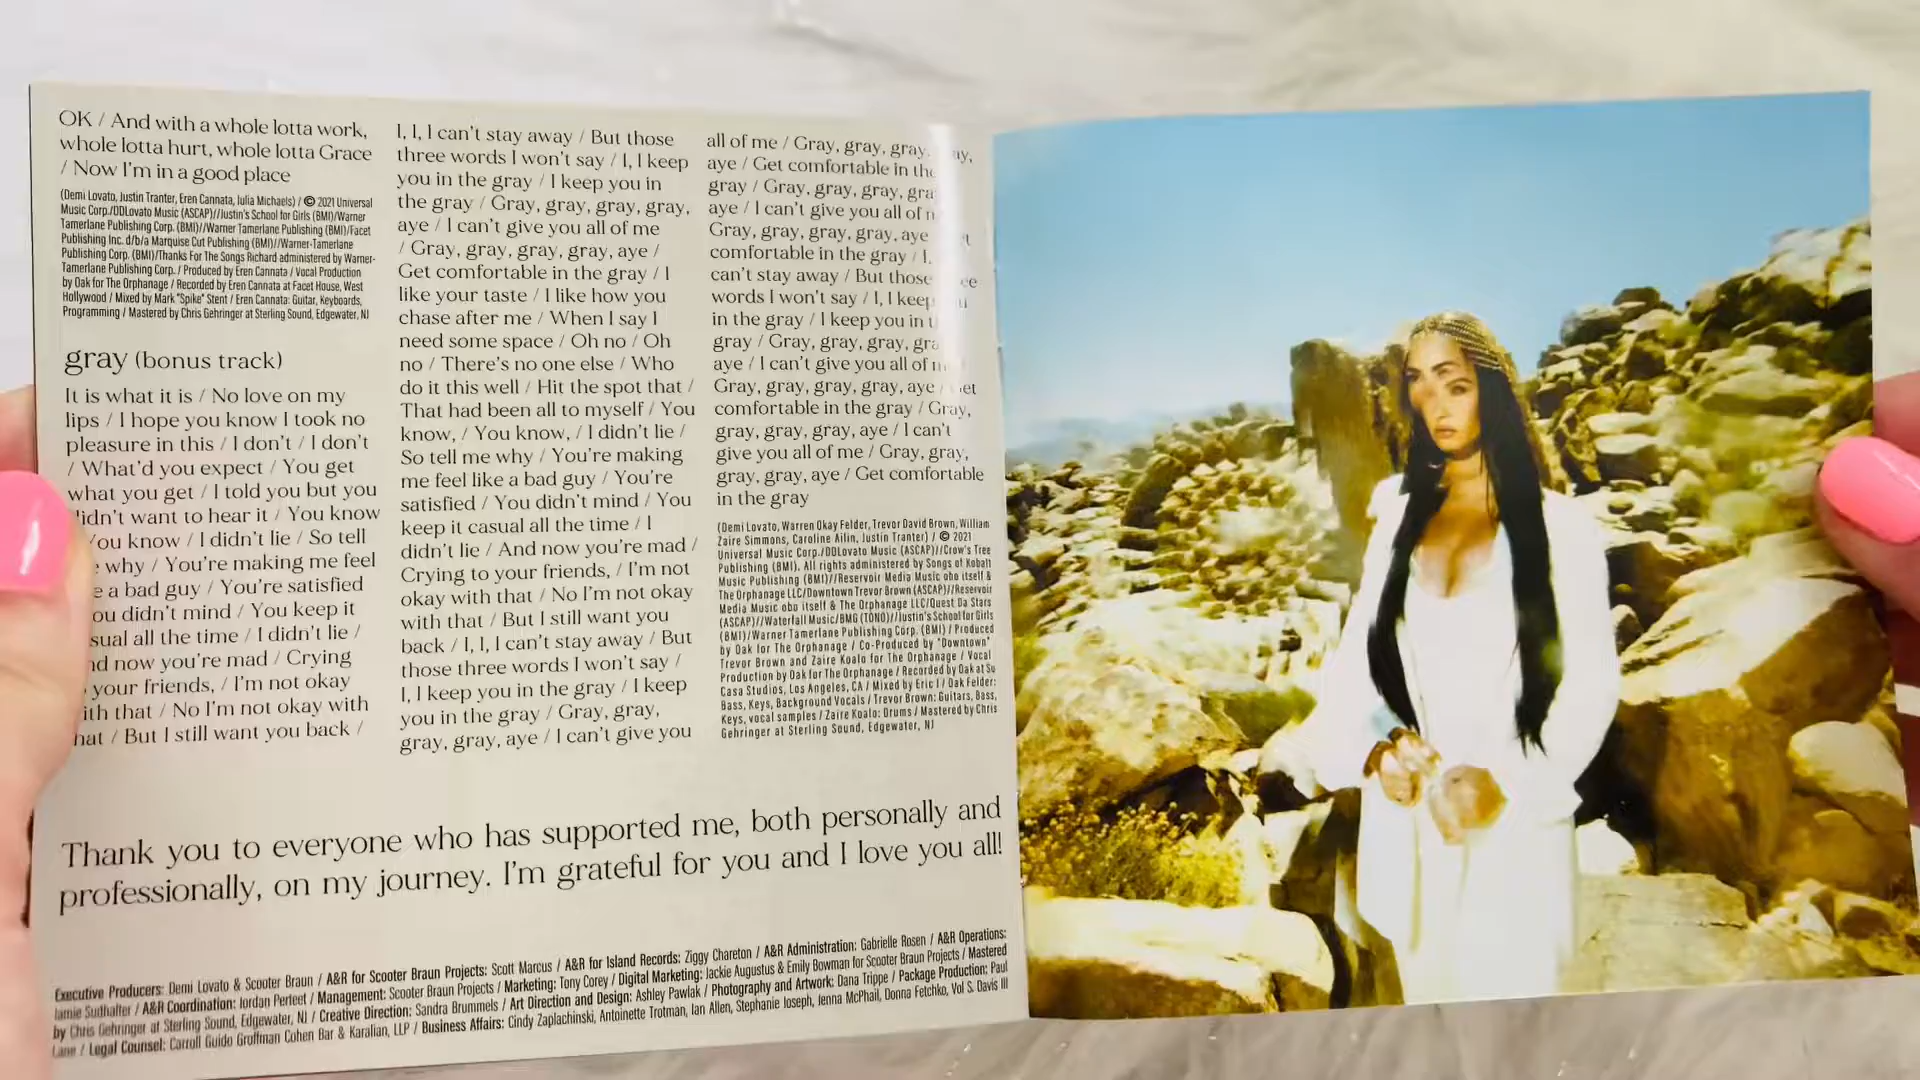 OK / And with a whole lotta work,
whole lotta hurt, whole lotta Grace
/ Now I'm in a good place
(Demi Lovato, Justin Tranter, Eren Cannata, Julia Michaels) / © 2021 Universal
Music Corp./DDLovato Music (ASCAP)//Justin's School for Girls (BMI)/Warner
Tamerlane Publishing Corp. (BMI)//Warner Tamerlane Publishing (BMI)/Facet
Publishing Inc. d/b/a Marquise Cut Publishing (BMI)//Warner-Tamerlane
Publishing Corp. (BMI)/Thanks For The Songs Richard administered by Warner-
Tamerlane Publishing Corp. / Produced by Eren Cannata / Vocal Production
by Oak for The Orphanage / Recorded by Eren Cannata at Facet House, West
Hollywood / Mixed by Mark "Spike" Stent / Eren Cannata: Guitar, Keyboards,
Programming / Mastered by Chris Gehringer at Sterling Sound, Edgewater, NJ
gray (bonus track)
It is what it is / No love on my
lips / I hope you know I took no
pleasure in this / I don't / I don't
/ What'd you expect / You get
what you get / I told you but you
didn't want to hear it / You know
You know / I didn't lie / So tell
why / You're making me feel
a bad guy / You're satisfied
You didn't mind / You keep it
casual all the time / I didn't lie /
And now you're mad / Crying
your friends, / I'm not okay
with that / No I'm not okay with
that / But I still want you back /
I, I, I can't stay away / But those
three words I won't say / I, I keep
you in the gray / I keep you in
the gray / Gray, gray, gray, gray,
aye / I can't give you all of me
/ Gray, gray, gray, gray, aye /
Get comfortable in the gray / I
like your taste / I like how you
chase after me / When I say I
need some space / Oh no / Oh
no / There's no one else / Who
do it this well / Hit the spot that /
That had been all to myself / You
know, / You know, / I didn't lie /
So tell me why / You're making
me feel like a bad guy / You're
satisfied / You didn't mind / You
keep it casual all the time / I
didn't lie / And now you're mad /
Crying to your friends, / I'm not
okay with that / No I'm not okay
with that / But I still want you
back / I, I, I can't stay away / But
those three words I won't say /
I, I keep you in the gray / I keep
you in the gray / Gray, gray,
gray, gray, aye / I can't give you
all of me / Gray, gray, gray, gray,
aye / Get comfortable in the
gray / Gray, gray, gray, gray,
aye / I can't give you all of
Gray, gray, gray, gray, aye
comfortable in the gray / I,
can't stay away / But those
words I won't say / I, I keep
in the gray / I keep you in
gray / Gray, gray, gray,
aye / I can't give you all of
Gray, gray, gray, gray, aye / Get
comfortable in the gray / Gray,
gray, gray, gray, aye / I can't
give you all of me / Gray, gray,
gray, gray, aye / Get comfortable
in the gray
(Demi Lovato, Warren Okay Felder, Trevor David Brown, William
Zaire Simmons, Caroline Ailin, Justin Tranter) / © 2021
Universal Music Corp./DDLovato Music (ASCAP)//Crow's Tree
Publishing (BMI). All rights administered by Songs of Kobalt
Music Publishing (BMI)//Reservoir Media Music obo itself &
The Orphanage LLC/Downtown Trevor Brown (ASCAP)//Reservoir
Media Music obo itself & The Orphanage LLC/Quest Da Stars
(ASCAP)//Waterfall Music/BMG (TONO)//Justin's School for Girls
(BMI)/Warner Tamerlane Publishing Corp. (BMI) / Produced
by Oak for The Orphanage / Co-Produced by "Downtown"
Trevor Brown and Zaire Koalo for The Orphanage / Vocal
Production by Oak for The Orphanage / Recorded by Oak at Su
Casa Studios, Los Angeles, CA / Mixed by Eric J / Oak Felder:
Bass, Keys, Background Vocals / Trevor Brown: Guitars, Bass,
Keys, vocal samples / Zaire Koalo: Drums / Mastered by Chris
Gehringer at Sterling Sound, Edgewater, NJ
Thank you to everyone who has supported me, both personally and
professionally, on my journey. I'm grateful for you and I love you all!
Executive Producers: Demi Lovato & Scooter Braun / A&R for Scooter Braun Projects: Scott Marcus / A&R for Island Records: Ziggy Chareton / A&R Administration: Gabrielle Rosen / A&R Operations:
Jamie Sudhalter / A&R Coordination: Jordan Perfect / Management: Scooter Braun Projects / Marketing: Tony Corey / Digital Marketing: Jackie Augustus & Emily Bowman for Scooter Braun Projects / Mastered
by Chris Gehringer at Sterling Sound, Edgewater, NJ / Creative Direction: Sandra Brummels / Art Direction and Design: Ashley Pawlak / Photography and Artwork: Dana Trippe / Package Production: Paul
Lane / Legal Counsel: Carroll Guido Groffman Cohen Bar & Karalian, LLP / Business Affairs: Cindy Zaplachinski, Antoinette Trotman, Ian Allen, Stephanie Joseph, Jenna McPhail, Donna Fetchko, Vol S. Davis III